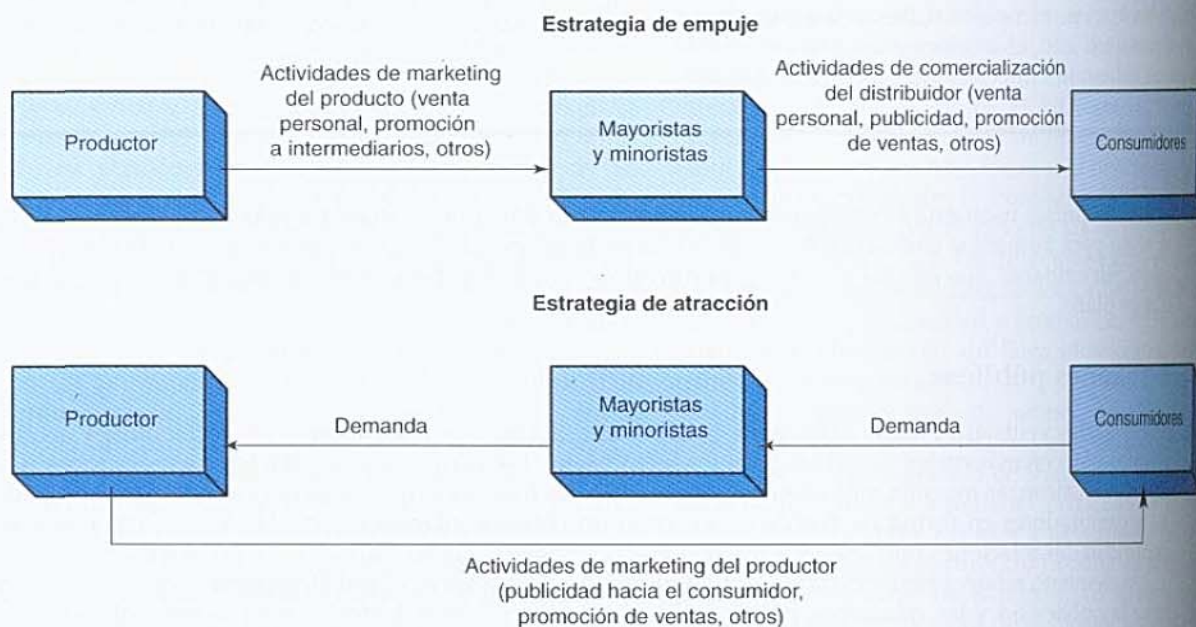 Estrategia de empuje
Actividades de marketing
del producto (venta
personal, promoción
a intermediarios, otros)
Actividades de comercialización
del distribuidor (venta
personal, publicidad, promoción
de ventas, otros)
Productor
Mayoristas
y minoristas
Consumidores
Estrategia de atracción
Productor
Demanda
Mayoristas
y minoristas
Demanda
Consumidores
Actividades de marketing del productor
(publicidad hacia el consumidor,
promoción de ventas, otros)